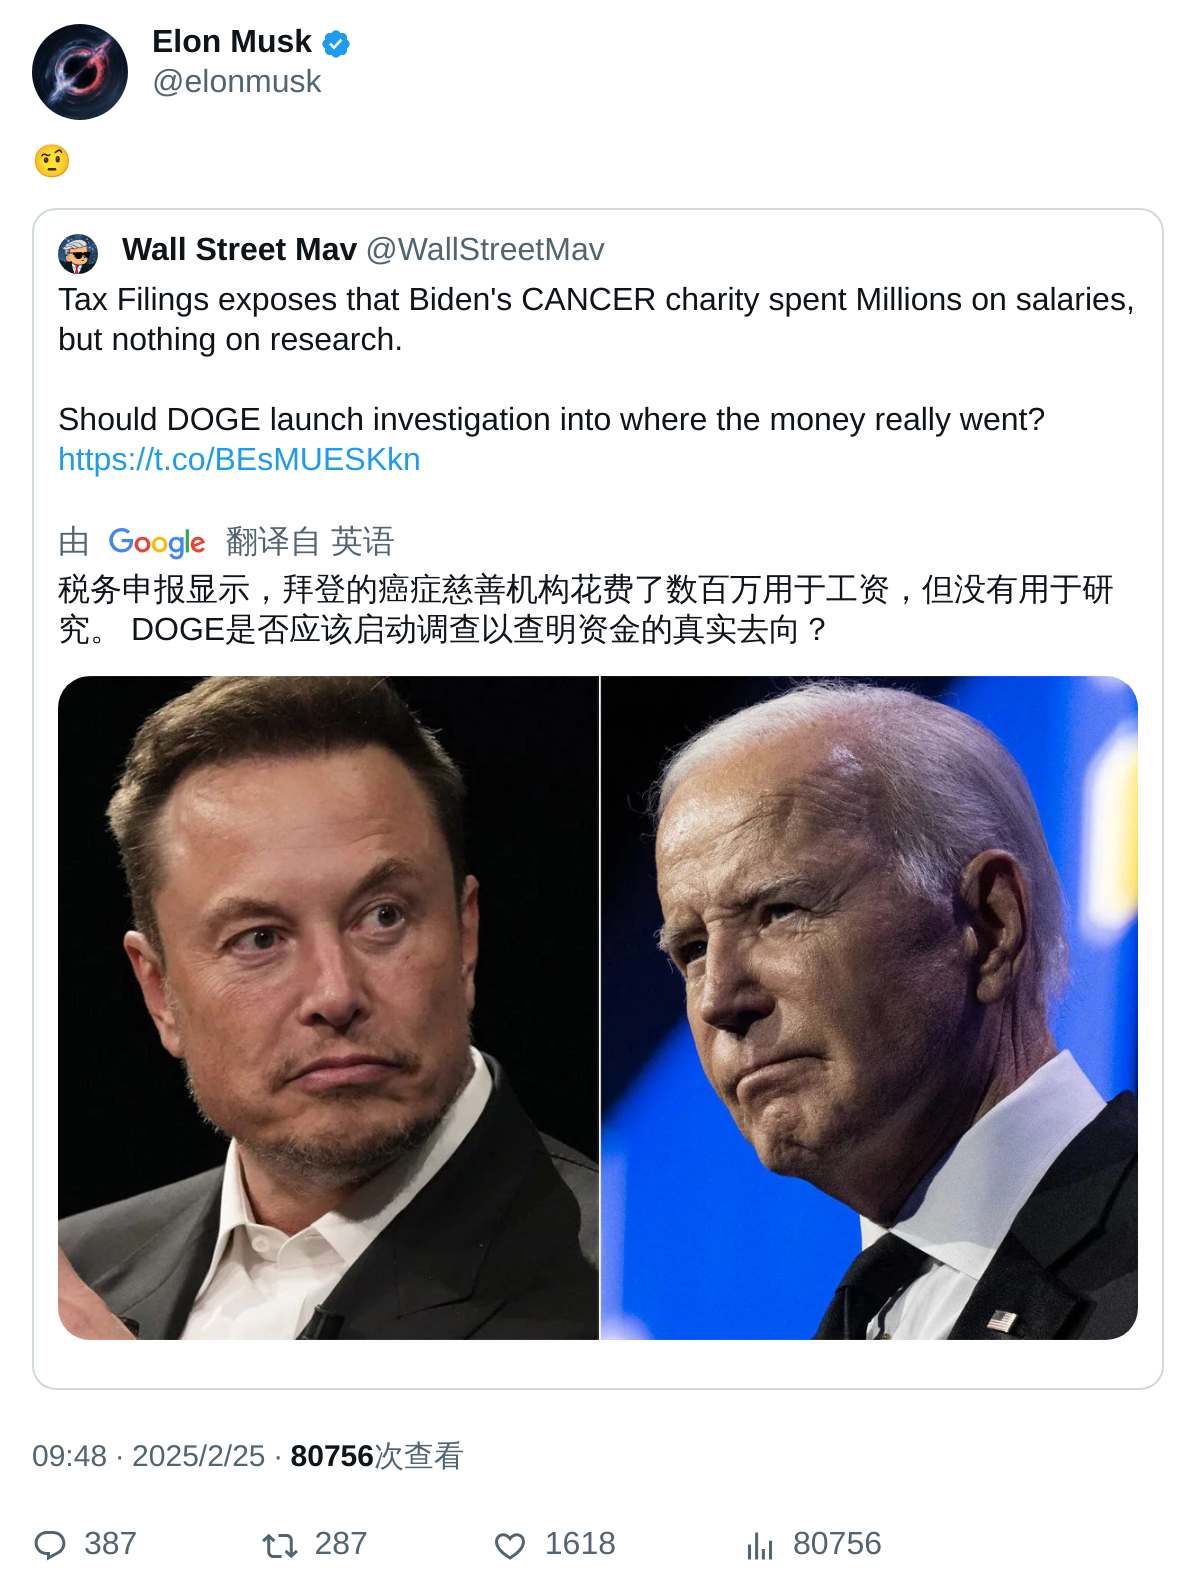 Elon Musk
@elonmusk
🤨
Wall Street Mav @WallStreetMav
Tax Filings exposes that Biden's CANCER charity spent Millions on salaries,
but nothing on research.
Should DOGE launch investigation into where the money really went?
https://t.co/BEsMUESKkn
由 Google 翻译自 英语
税务申报显示，拜登的癌症慈善机构花费了数百万用于工资，但没有用于研
究。 DOGE是否应该启动调查以查明资金的真实去向？
09:48 · 2025/2/25 · 80756次查看
387 287 1618 80756